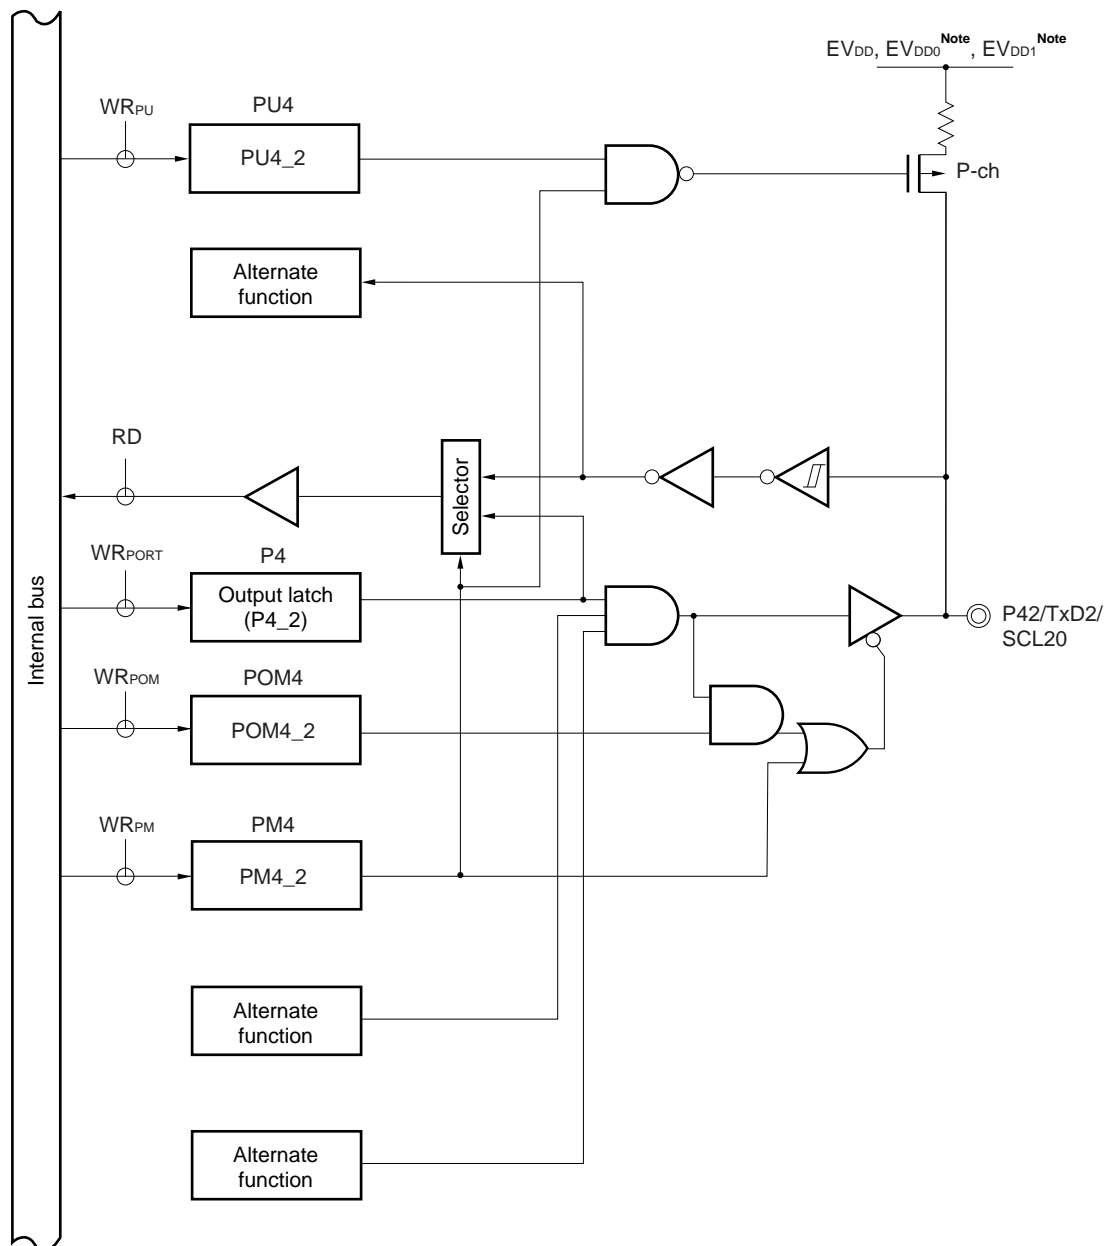 EVDD, EVDD0Note, EVDD1Note
WRPU
PU4
PU4_2
P-ch
Alternate
function
RD
Selector
WRPORT
P4
Output latch
(P4_2)
P42/TxD2/
SCL20
Internal bus
WRPOM
POM4
POM4_2
WRPM
PM4
PM4_2
Alternate
function
Alternate
function